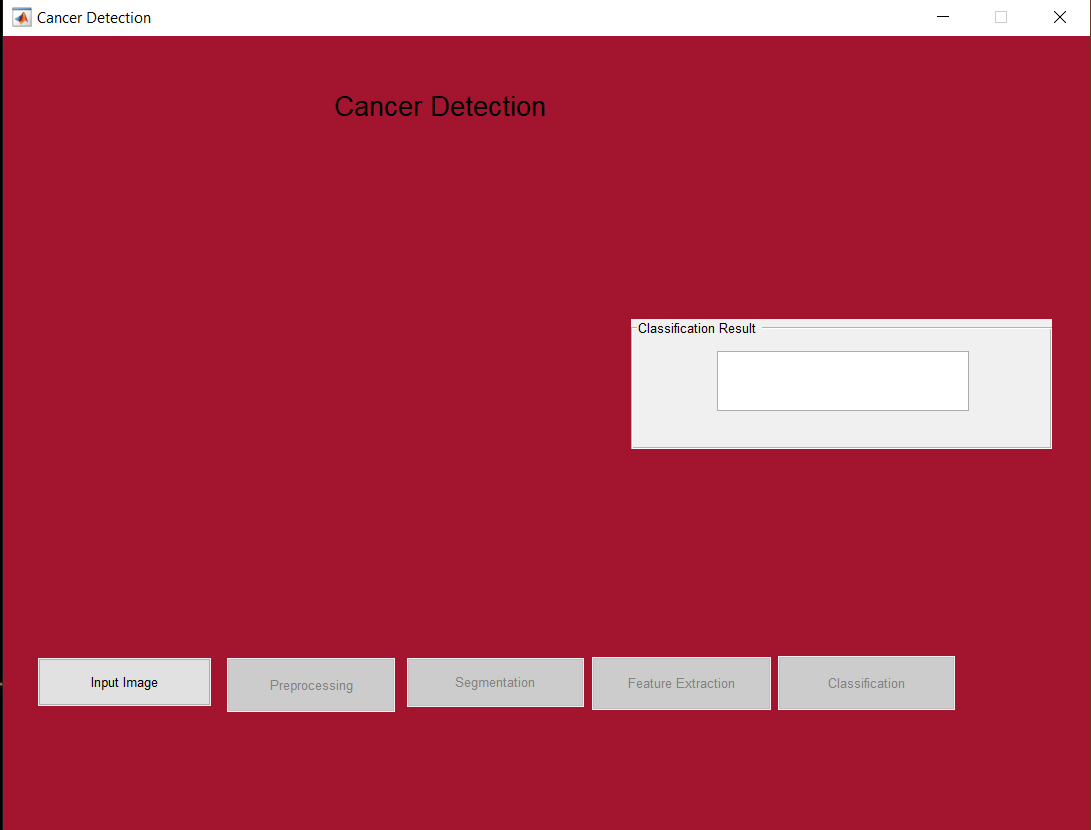 Cancer Detection
Cancer Detection
Classification Result
Input Image
Preprocessing
Segmentation
Feature Extraction
Classification